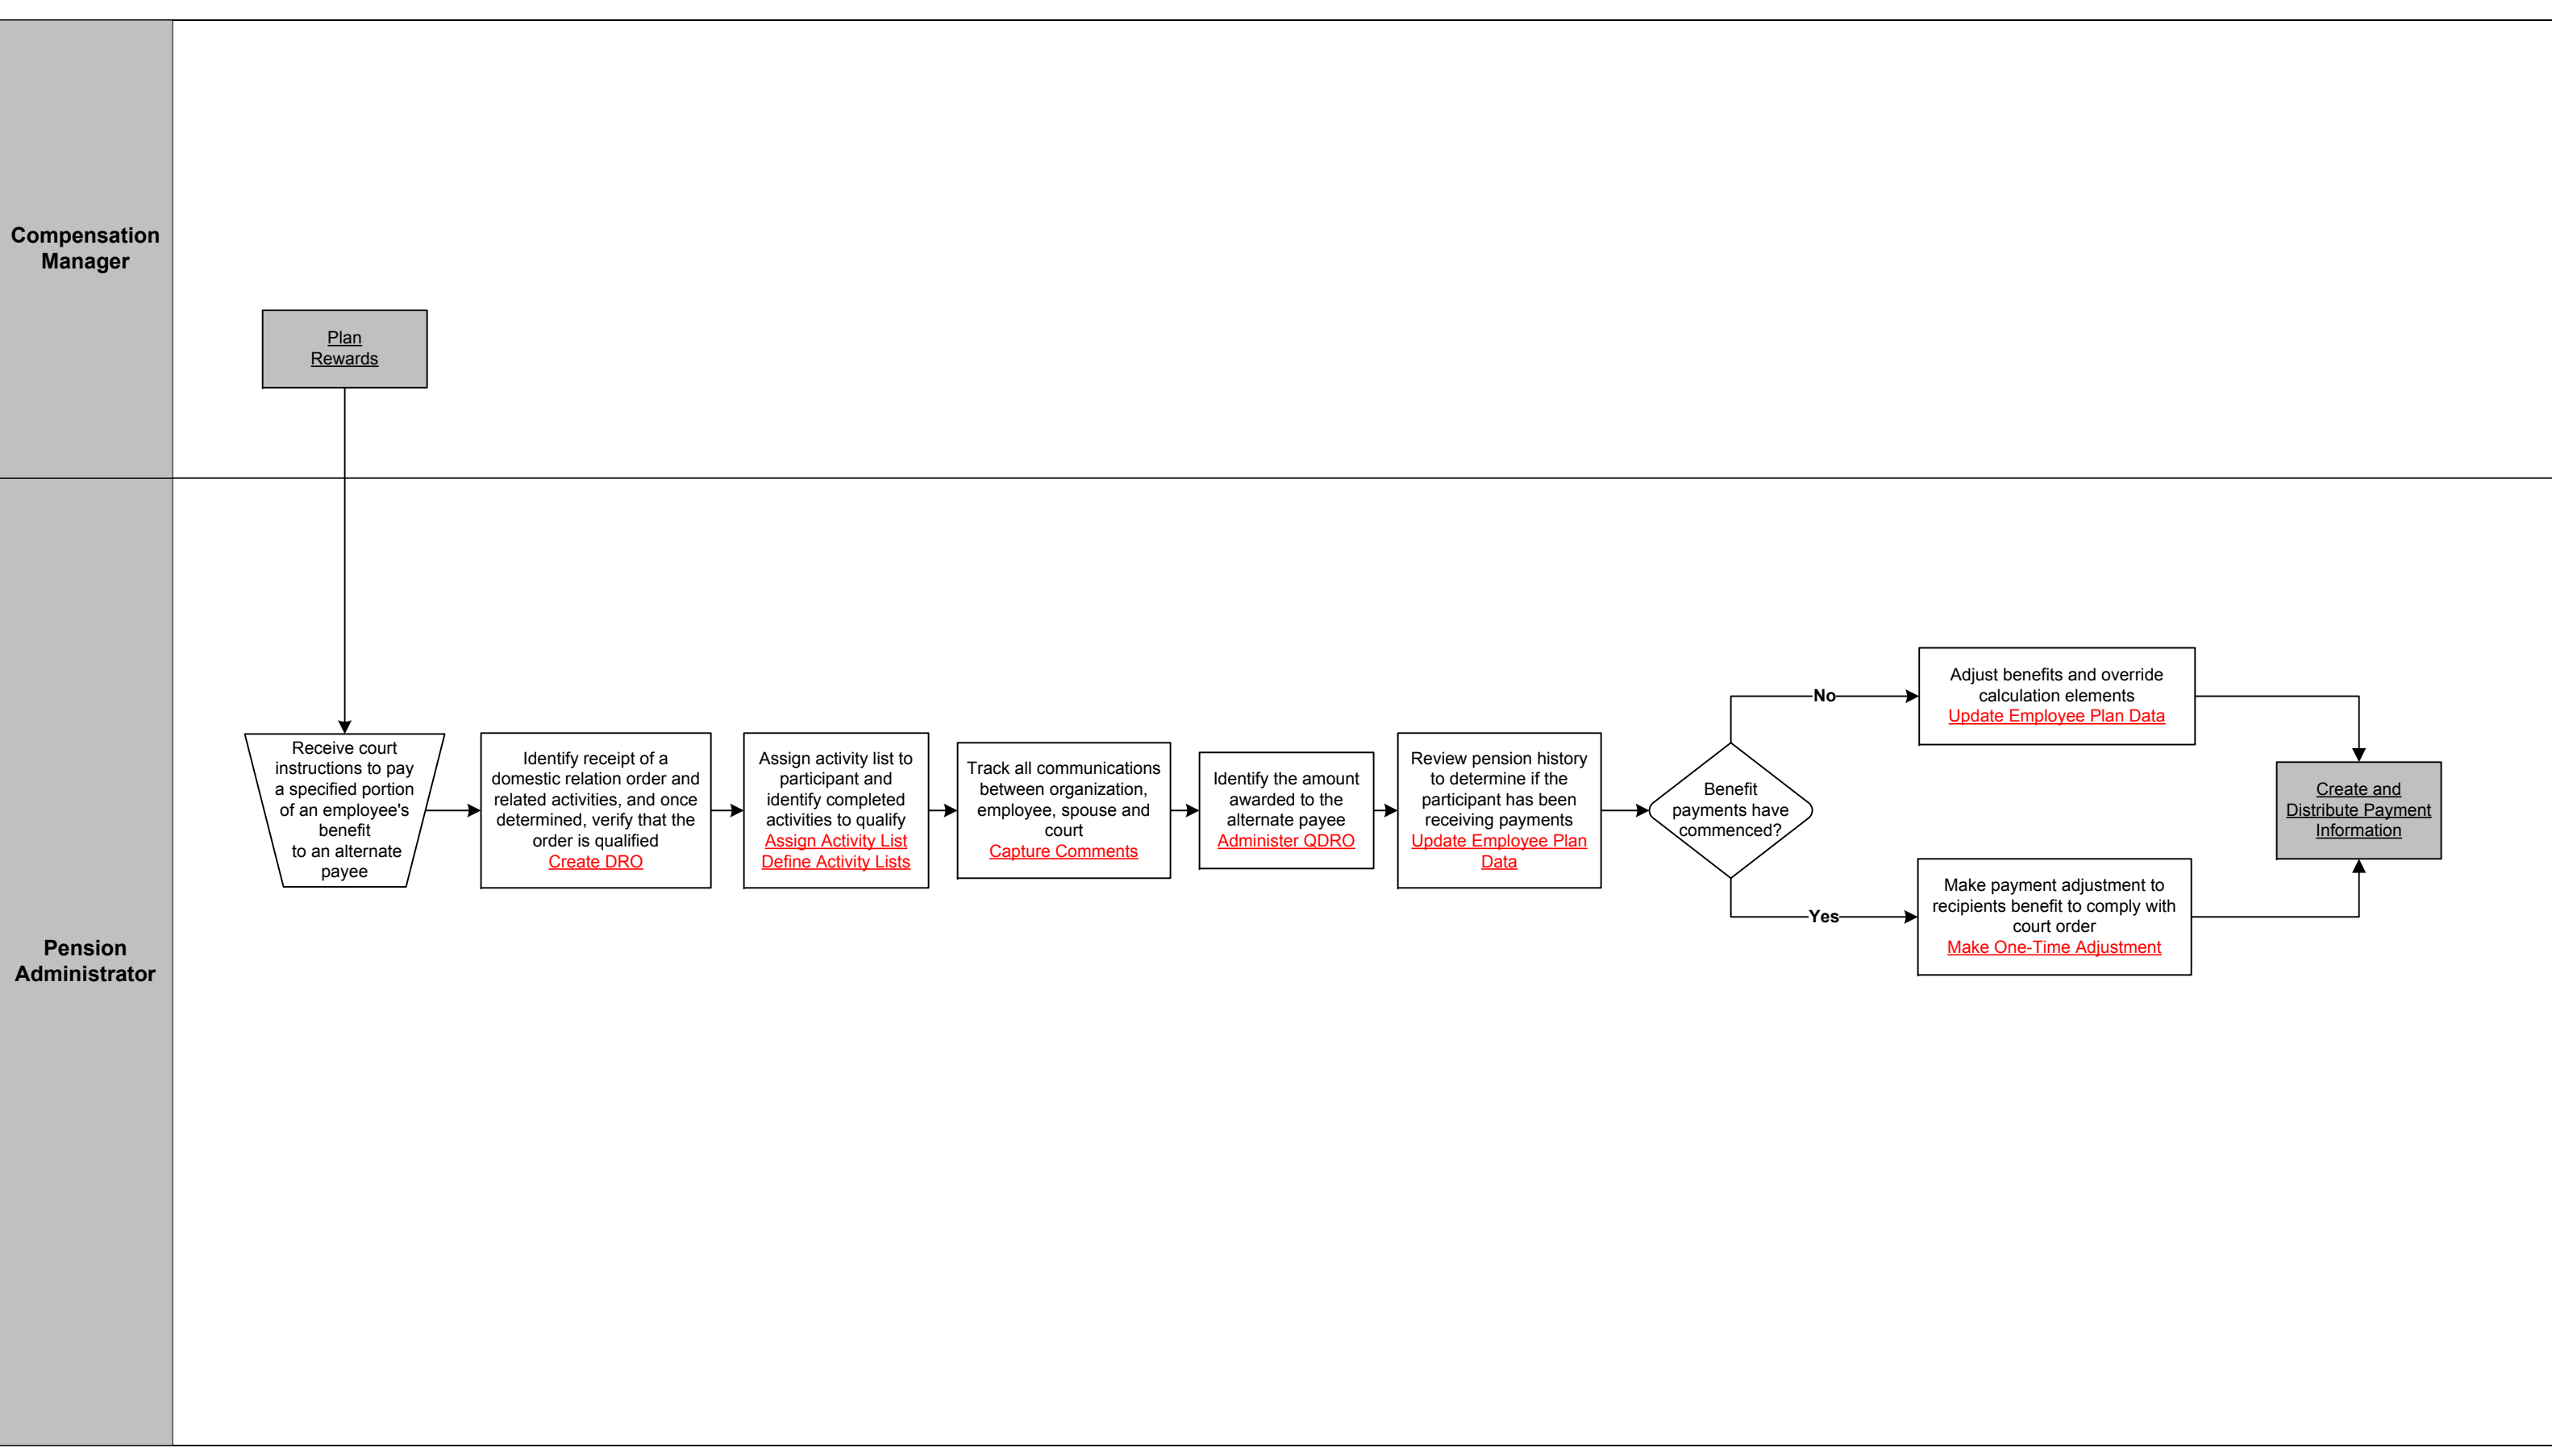 Compensation
Manager
Plan
Rewards
Pension
Administrator
Receive court
instructions to pay
a specified portion
of an employee's
benefit
to an alternate
payee
Identify receipt of a
domestic relation order and
related activities, and once
determined, verify that the
order is qualified
Create DRO
Assign activity list to
participant and
identify completed
activities to qualify
Assign Activity List
Define Activity Lists
Track all communications
between organization,
employee, spouse and
court
Capture Comments
Identify the amount
awarded to the
alternate payee
Administer QDRO
Review pension history
to determine if the
participant has been
receiving payments
Update Employee Plan
Data
Benefit
payments have
commenced?
No
Adjust benefits and override
calculation elements
Update Employee Plan Data
Yes
Make payment adjustment to
recipients benefit to comply with
court order
Make One-Time Adjustment
Create and
Distribute Payment
Information